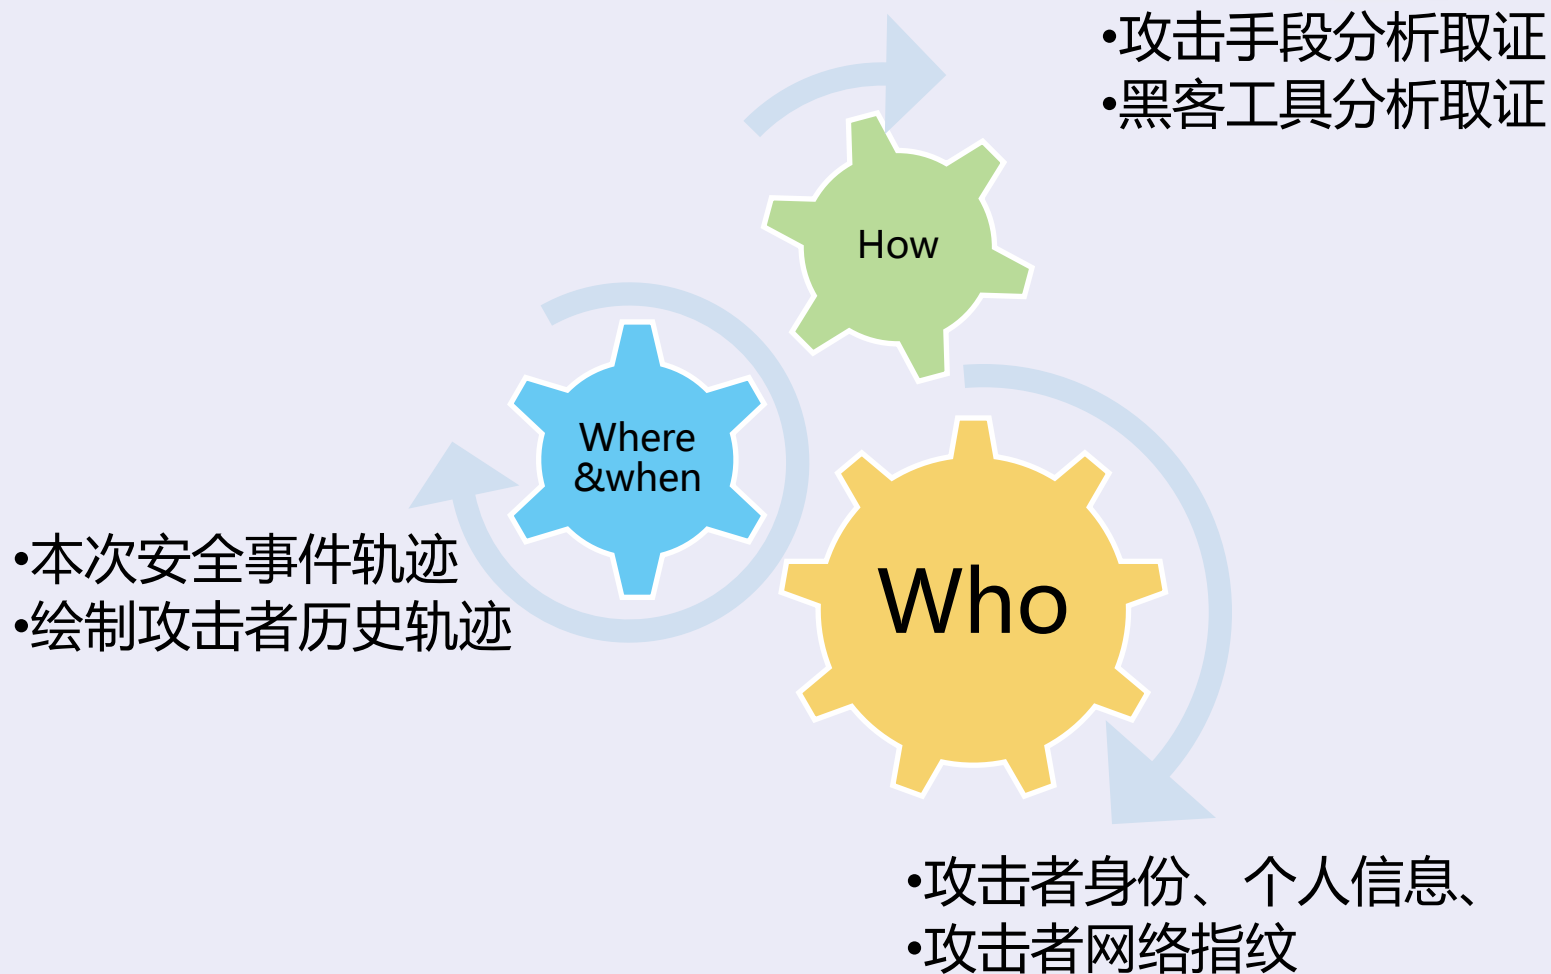 •攻击手段分析取证
•黑客工具分析取证
How
Where
&when
•本次安全事件轨迹
•绘制攻击者历史轨迹
Who
•攻击者身份、个人信息、
•攻击者网络指纹